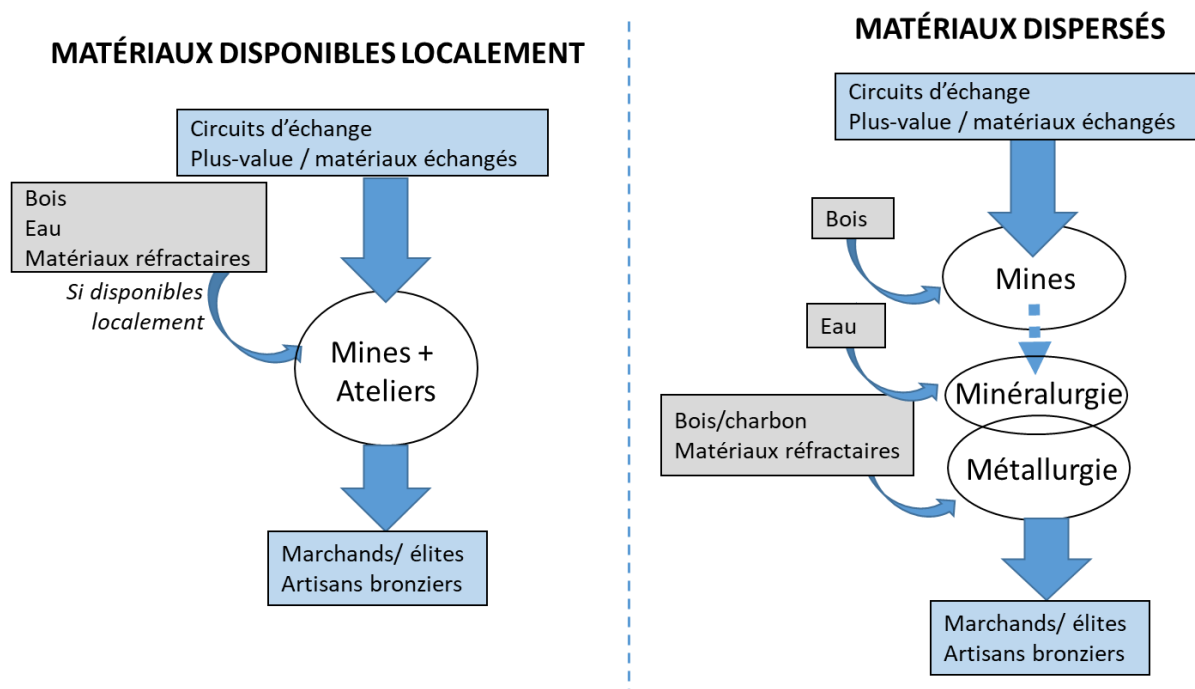 MATÉRIAUX DISPONIBLES LOCALEMENT
Circuits d’échange
Plus-value / matériaux échangés
Bois
Eau
Matériaux réfractaires
Si disponibles
localement
Mines +
Ateliers
Marchands/ élites
Artisans bronziers
MATÉRIAUX DISPERSÉS
Circuits d’échange
Plus-value / matériaux échangés
Bois
Mines
Eau
Minéralurgie
Bois/charbon
Matériaux réfractaires
Métallurgie
Marchands/ élites
Artisans bronziers